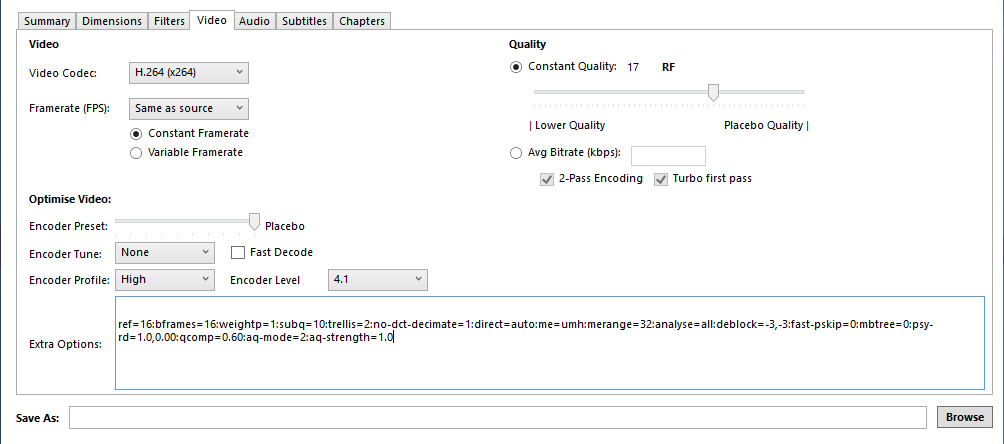 Summary Dimensions Filters Video Audio Subtitles Chapters
Video
Video Codec: H.264 (x264)
Framerate (FPS): Same as source
Constant Framerate
Variable Framerate
Quality
Constant Quality: 17 RF
| Lower Quality Placebo Quality |
Avg Bitrate (kbps):
2-Pass Encoding Turbo first pass
Optimise Video:
Encoder Preset: Placebo
Encoder Tune: None Fast Decode
Encoder Profile: High Encoder Level 4.1
Extra Options:
ref=16:bframes=16:weightp=1:subq=10:trellis=2:no-dct-decimate=1:direct=auto:me=umh:merange=32:analyse=all:deblock=-3,-3:fast-pskip=0:mbtree=0:psy-
rd=1.0,0.00:qcomp=0.60:aq-mode=2:aq-strength=1.0
Save As: Browse